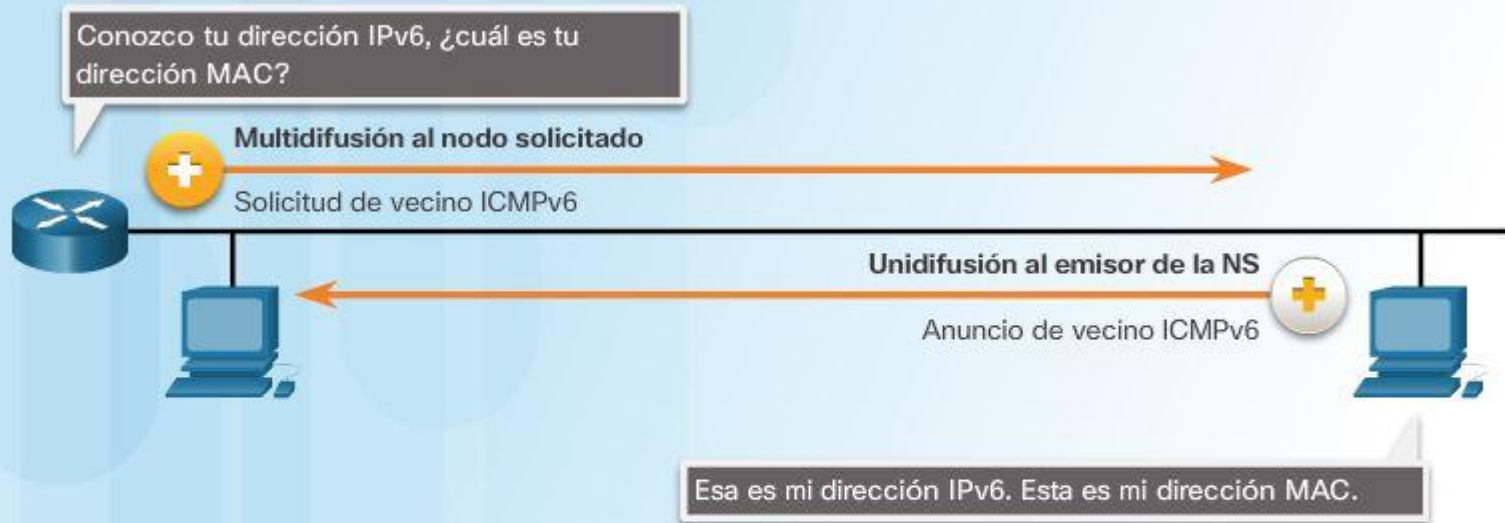 Conozco tu dirección IPv6, ¿cuál es tu
dirección MAC?
Multidifusión al nodo solicitado
Solicitud de vecino ICMPv6
Unidifusión al emisor de la NS
Anuncio de vecino ICMPv6
Esa es mi dirección IPv6. Esta es mi dirección MAC.